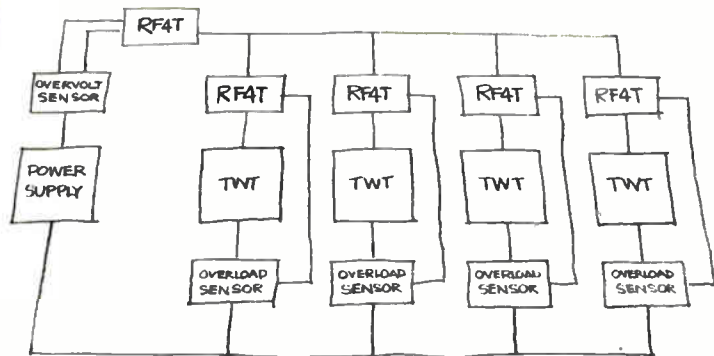 RF4T
OVERVOLT
SENSOR
RF4T
RF4T
RF4T
RF4T
POWER
SUPPLY
TWT
TWT
TWT
TWT
OVERLOAD
SENSOR
OVERLOAD
SENSOR
OVERLOAD
SENSOR
OVERLOAD
SENSOR